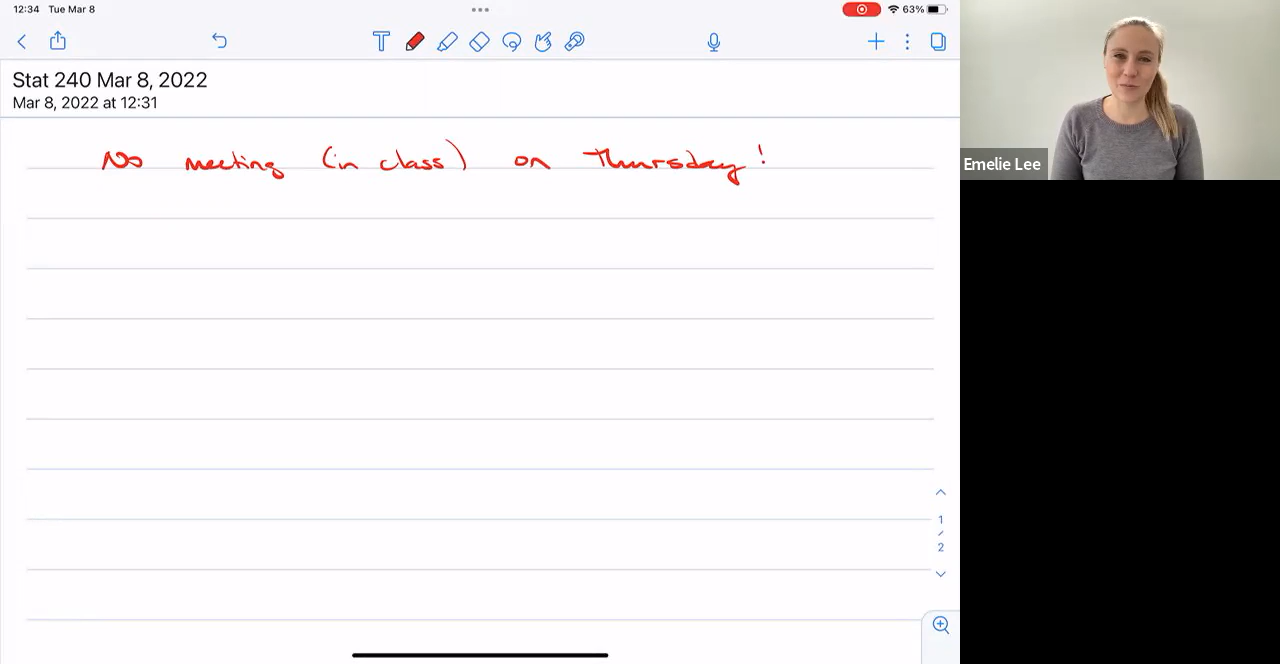 12:34 Tue Mar 8
63%
Stat 240 Mar 8, 2022
Mar 8, 2022 at 12:31
No meeting (in class) on Thursday!
Emelie Lee
1
/
2